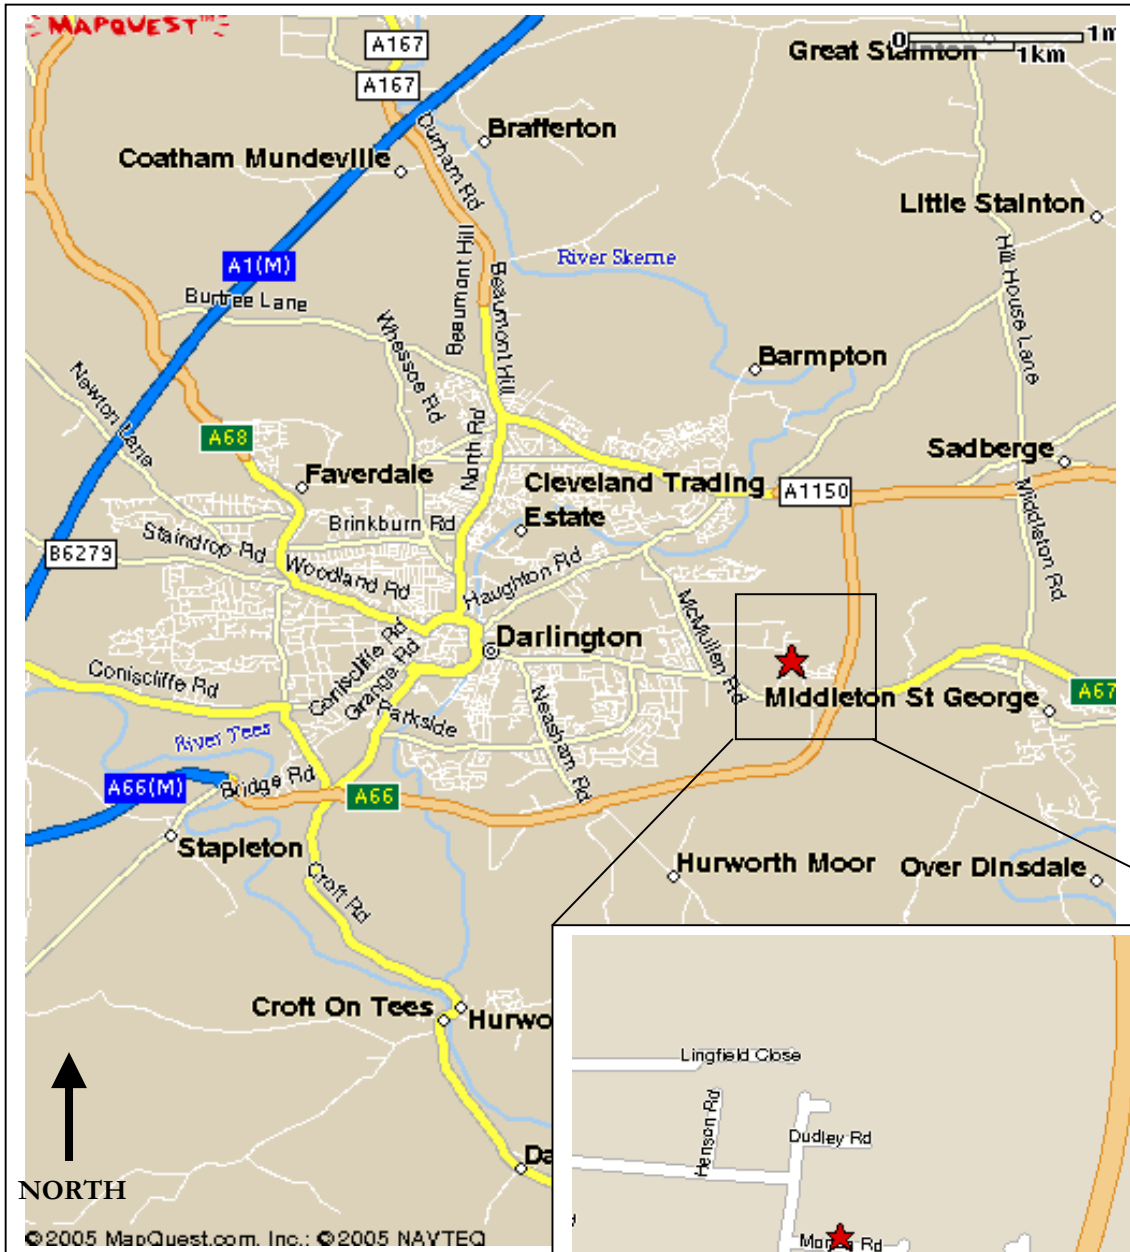 MAPQUEST™
A167
0
1m
Great Stainton
1km
A167
Durham Rd
Brafferton
Coatham Mundeville
Little Stainton
A1(M)
River Skerne
Hill House Lane
Beaumont Hill
Beaumont Hill
Burtree Lane
Whessoe Rd
Barmpton
Newton Lane
A68
North Rd
Sadberge
Faverdale
Cleveland Trading
Estate
A1150
Middleton Rd
Brinkburn Rd
Staindrop Rd
B6279
Woodland Rd
Haughton Rd
McMullen Rd
Darlington
Coniscliffe Rd
Coniscliffe Rd
Grange Rd
Neasham Rd
Middleton St George
A67
Parkside
River Tees
A66(M)
Bridge Rd
A66
Stapleton
Croft Rd
Hurworth Moor
Over Dinsdale
Croft On Tees
Hurwo
Lingfield Close
Henson Rd
Dudley Rd
Da
NORTH
©2005 MapQuest.com, Inc.; ©2005 NAVTEQ
Rd